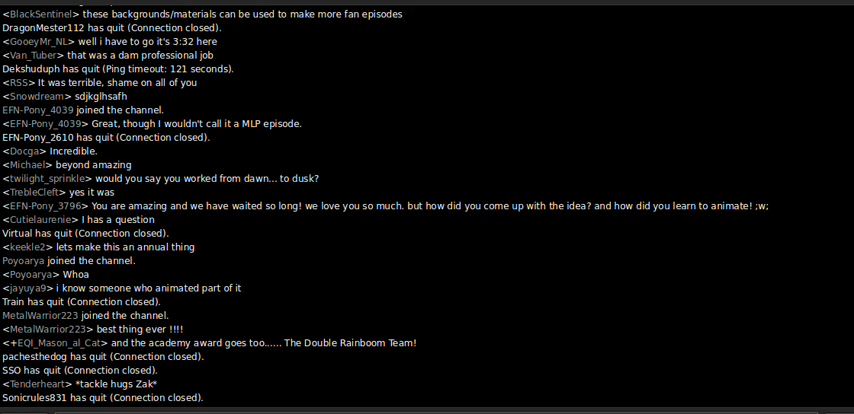 <BlackSentinel> these backgrounds/materials can be used to make more fan episodes
DragonMester112 has quit (Connection closed).
<GooeyMr_NL> well i have to go it's 3:32 here
<Van_Tuber> that was a dam professional job
Dekshuduph has quit (Ping timeout: 121 seconds).
<RSS> It was terrible, shame on all of you
<Snowdream> sdjkglhsafh
EFN-Pony_4039 joined the channel.
<EFN-Pony_4039> Great, though I wouldn't call it a MLP episode.
EFN-Pony_2610 has quit (Connection closed).
<Docga> Incredible.
<Michael> beyond amazing
<twilight_sprinkle> would you say you worked from dawn... to dusk?
<TrebleCleft> yes it was
<EFN-Pony_3796> You are amazing and we have waited so long! we love you so much. but how did you come up with the idea? and how did you learn to animate! ;w;
<Cutielaurenie> I has a question
Virtual has quit (Connection closed).
<keekle2> lets make this an annual thing
Poyoarya joined the channel.
<Poyoarya> Whoa
<jayuya9> i know someone who animated part of it
Train has quit (Connection closed).
MetalWarrior223 joined the channel.
<MetalWarrior223> best thing ever !!!!
<+EQI_Mason_al_Cat> and the academy award goes too...... The Double Rainboom Team!
pachesthedog has quit (Connection closed).
SSO has quit (Connection closed).
<Tenderheart> *tackle hugs Zak*
Sonicrules831 has quit (Connection closed).